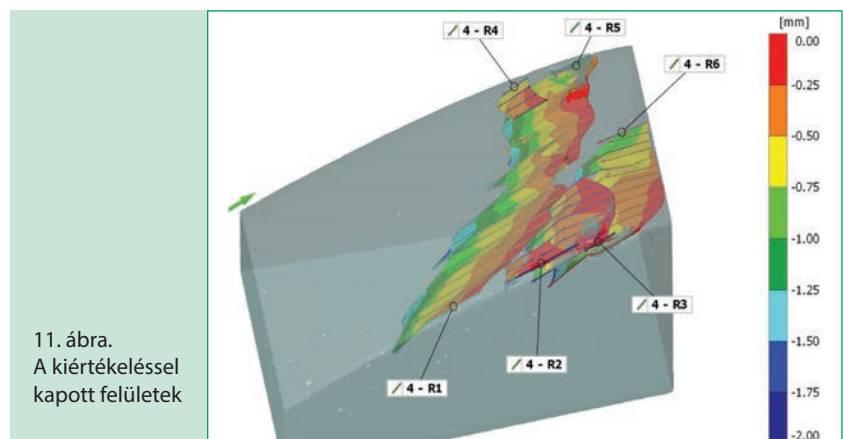 11. ábra.
A kiértékeléssel
kapott felületek
4 - R4
4 - R5
4 - R6
4 - R3
4 - R2
4 - R1
[mm]
0.00
-0.25
-0.50
-0.75
-1.00
-1.25
-1.50
-1.75
-2.00